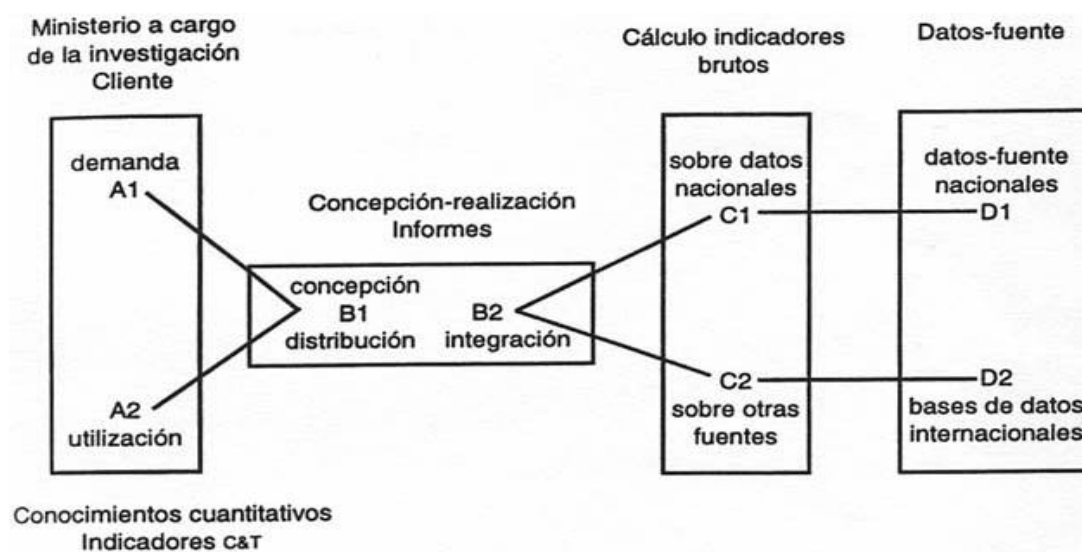 Ministerio a cargo
de la investigación
Cliente
demanda
A1
A2
utilización
Conocimientos cuantitativos
Indicadores C&T
Concepción-realización
Informes
concepción
B1
distribución
B2
integración
Cálculo indicadores
brutos
sobre datos
nacionales
C1
C2
sobre otras
fuentes
Datos-fuente
datos-fuente
nacionales
D1
D2
bases de datos
internacionales